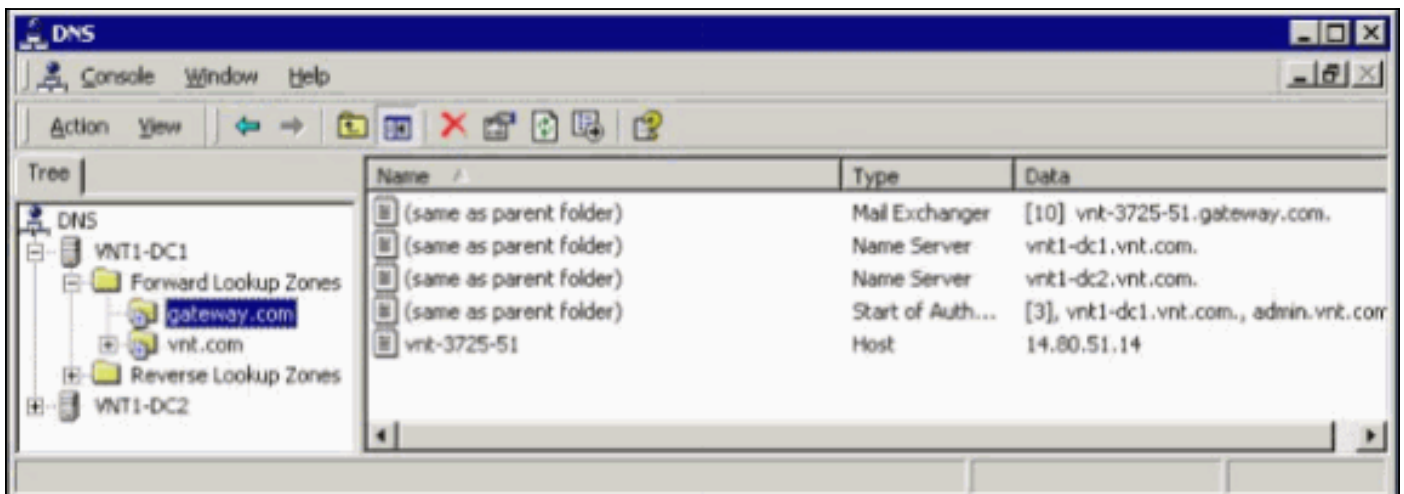 DNS
Console Window Help
Action View
Tree
Name Type Data
DNS
VNT1-DC1
Forward Lookup Zones
gateway.com
vnt.com
Reverse Lookup Zones
VNT1-DC2
(same as parent folder) Mail Exchanger [10] vnt-3725-51.gateway.com.
(same as parent folder) Name Server vnt1-dc1.vnt.com.
(same as parent folder) Name Server vnt1-dc2.vnt.com.
(same as parent folder) Start of Auth... [3], vnt1-dc1.vnt.com., admin.vnt.com
vnt-3725-51 Host 14.80.51.14